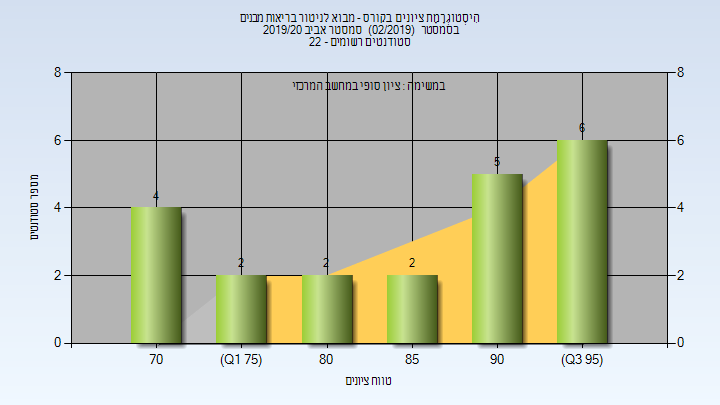 היסטוגרמת ציונים בקורס - מבוא לניטור בריאות מבנים
בסמסטר (02/2019) סמסטר אביב 2019/20
סטודנטים רשומים - 22
במשימה : ציון סופי במחשב המרכזי
8 8
6 6
4 4
2 2
0 0
4 2 2 2 5 6
מספר סטודנטים
70 (Q1 75) 80 85 90 (Q3 95)
טווח ציונים